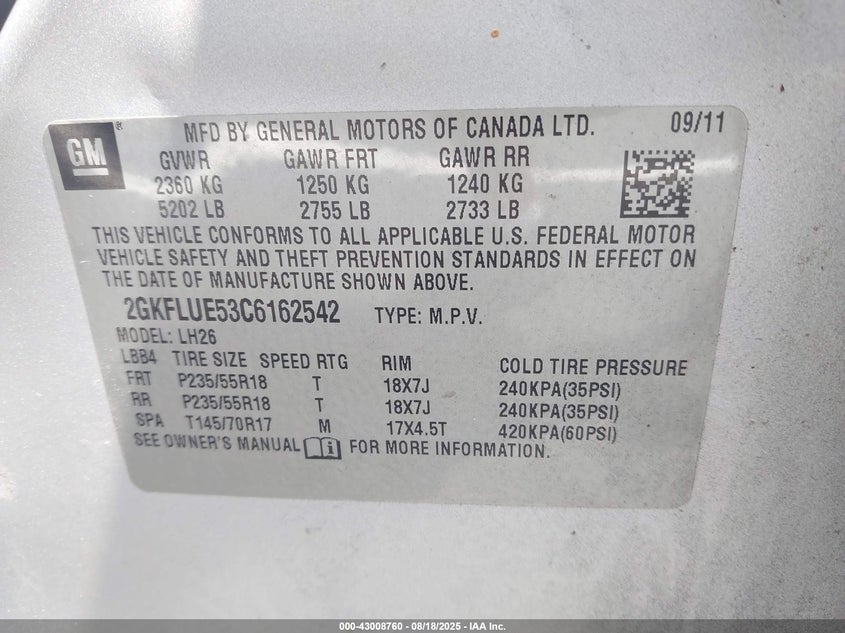 GM
MFD BY GENERAL MOTORS OF CANADA LTD. 09/11
GVWR GAWR FRT GAWR RR
2360 KG 1250 KG 1240 KG
5202 LB 2755 LB 2733 LB
THIS VEHICLE CONFORMS TO ALL APPLICABLE U.S. FEDERAL MOTOR
VEHICLE SAFETY AND THEFT PREVENTION STANDARDS IN EFFECT ON
THE DATE OF MANUFACTURE SHOWN ABOVE.
2GKFLUE53C6162542 TYPE: M.P.V.
MODEL: LH26
LBB4 TIRE SIZE SPEED RTG RIM COLD TIRE PRESSURE
FRT P235/55R18 T 18X7J 240KPA(35PSI)
RR P235/55R18 T 18X7J 240KPA(35PSI)
SPA T145/70R17 M 17X4.5T 420KPA(60PSI)
SEE OWNER'S MANUAL FOR MORE INFORMATION.
000-43008760 - 08/18/2025 - IAA Inc.